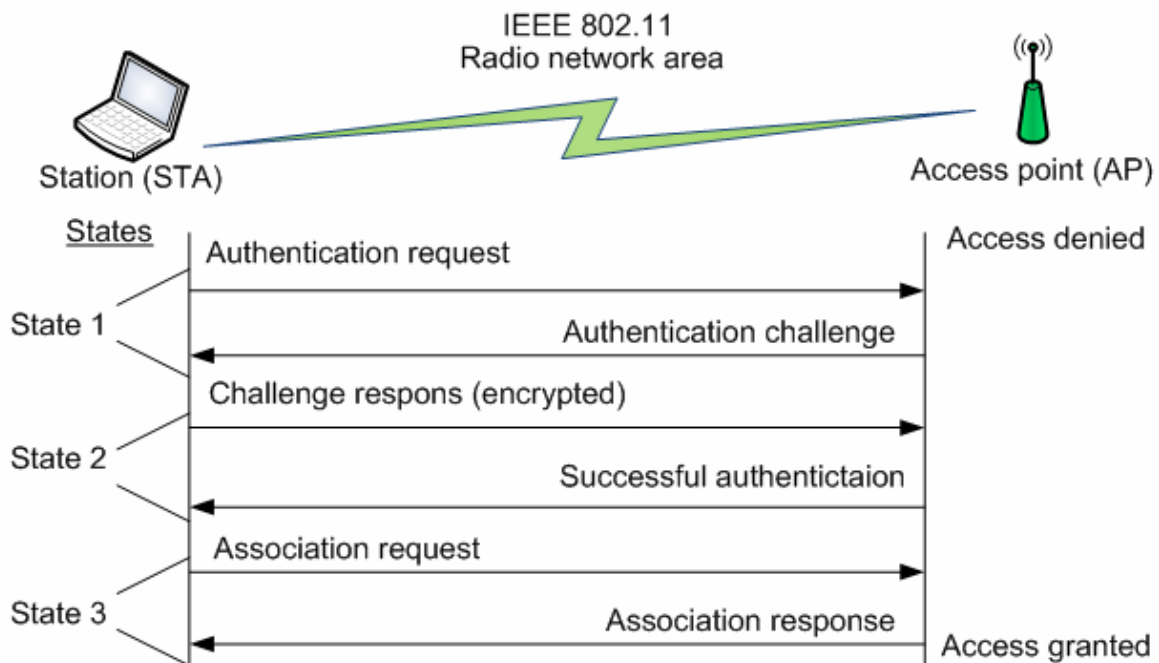 IEEE 802.11
Radio network area
Station (STA)
Access point (AP)
States
Access denied
Authentication request
State 1
Authentication challenge
Challenge respons (encrypted)
State 2
Successful authentictaion
Association request
State 3
Association response
Access granted